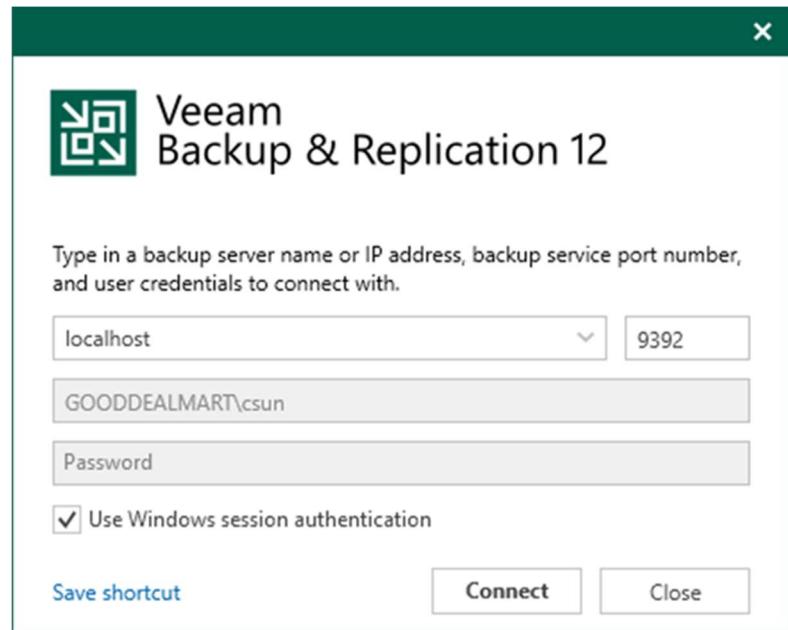 Veeam
Backup & Replication 12
Type in a backup server name or IP address, backup service port number,
and user credentials to connect with.
localhost
9392
GOODDEALMART\csun
Password
Use Windows session authentication
Save shortcut
Connect
Close